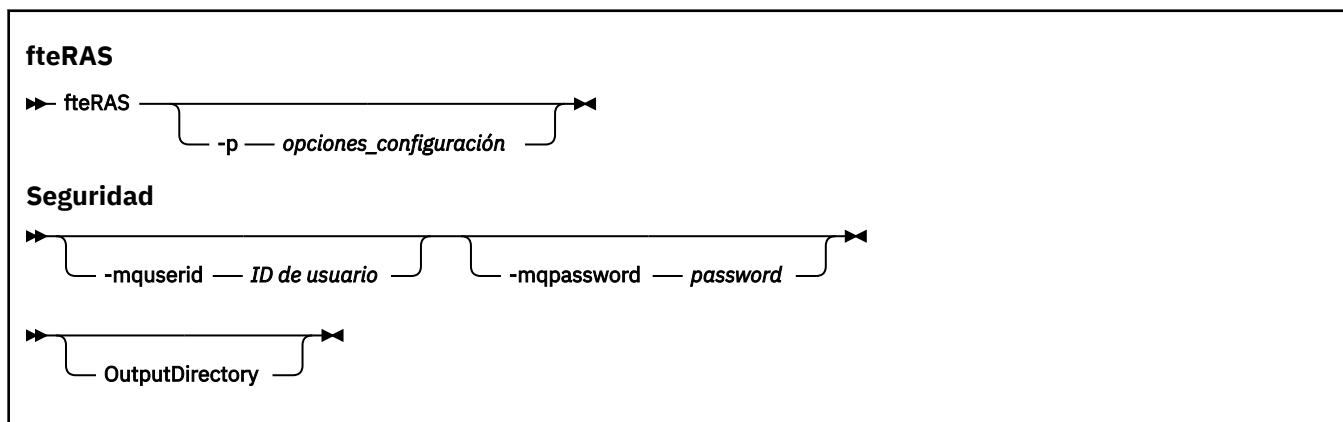 fteRAS
fteRAS
-p opciones_configuración
Seguridad
-mquserid ID de usuario -mqpassword password
OutputDirectory